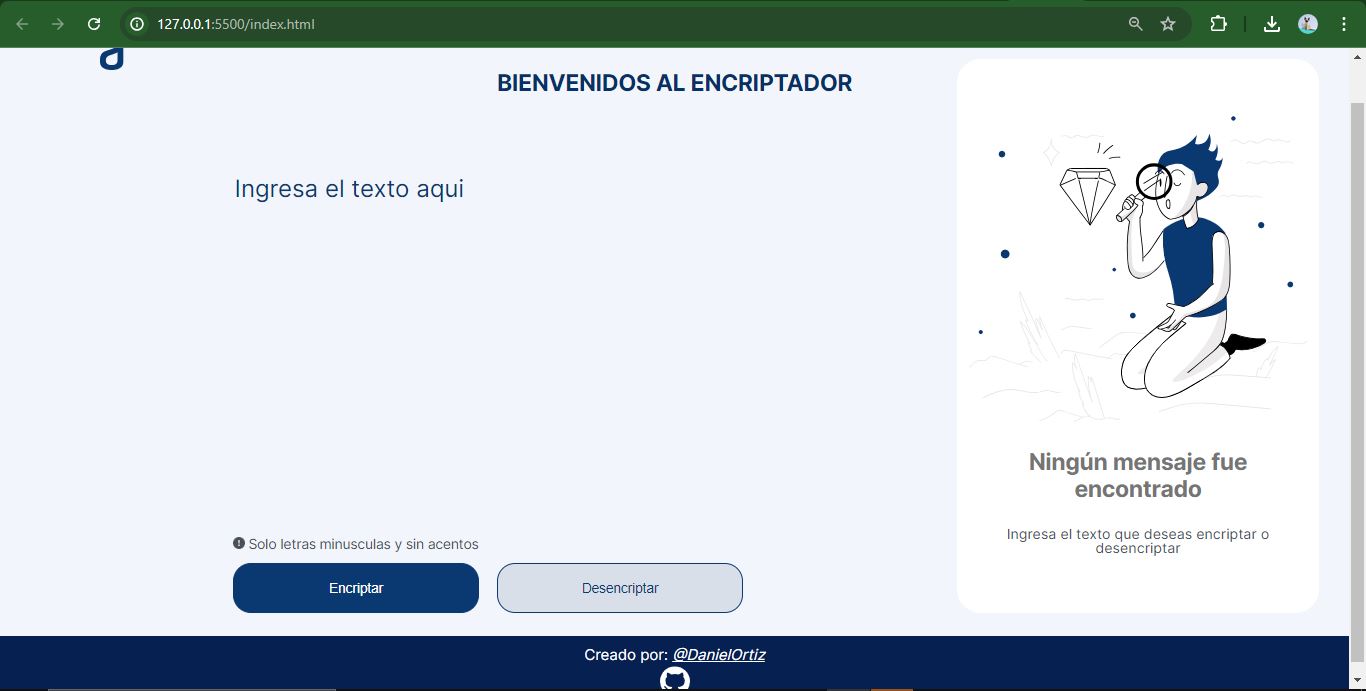 127.0.0.1:5500/index.html
a
BIENVENIDOS AL ENCRIPTADOR
Ingresa el texto aqui
Solo letras minusculas y sin acentos
Encriptar
Desencriptar
Ningún mensaje fue
encontrado
Ingresa el texto que deseas encriptar o
desencriptar
Creado por: @DanielOrtiz